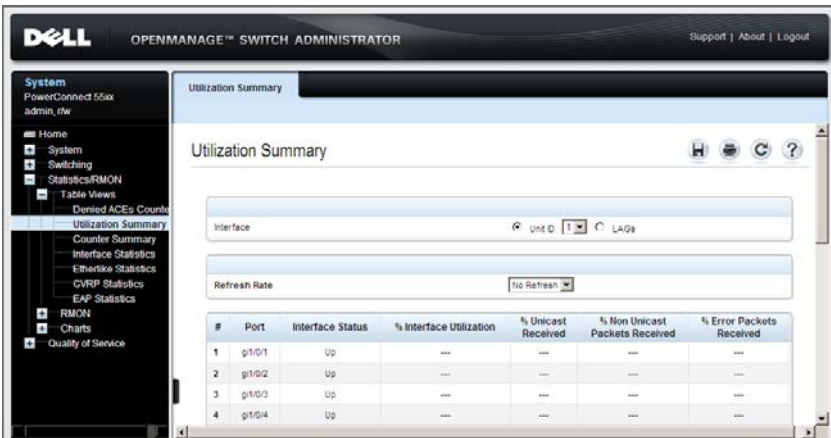 DELL
OPENMANAGE™ SWITCH ADMINISTRATOR
Support | About | Logout
System
PowerConnect 55xx
admin, r/w
Home
System
Switching
Statistics/RMON
Table Views
Denied ACEs Counte
Utilization Summary
Counter Summary
Interface Statistics
Etherlike Statistics
GVRP Statistics
EAP Statistics
RMON
Charts
Quality of Service
Utilization Summary
Utilization Summary
Interface Unit ID 1 LAGs
Refresh Rate No Refresh
# Port Interface Status % Interface Utilization % Unicast Received % Non Unicast Packets Received % Error Packets Received
1 gi1/0/1 Up --- --- --- ---
2 gi1/0/2 Up --- --- --- ---
3 gi1/0/3 Up --- --- --- ---
4 gi1/0/4 Up --- --- --- ---